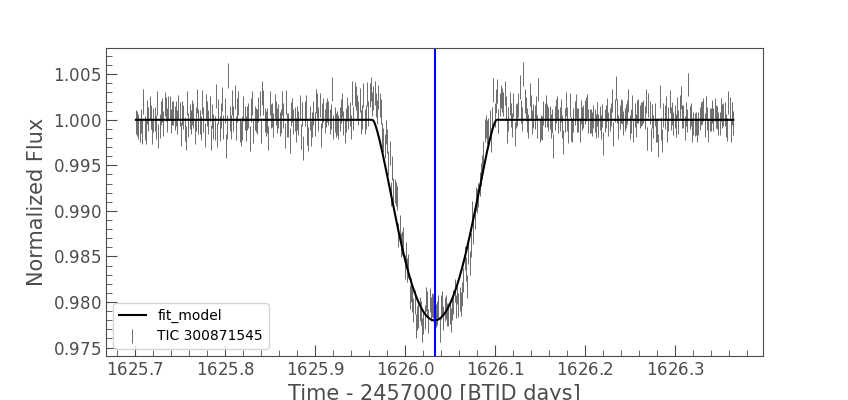 1.005
1.000
0.995
0.990
0.985
0.980
0.975
Normalized Flux
fit_model
TIC 300871545
1625.7 1625.8 1625.9 1626.0 1626.1 1626.2 1626.3
Time - 2457000 [BTJD days]